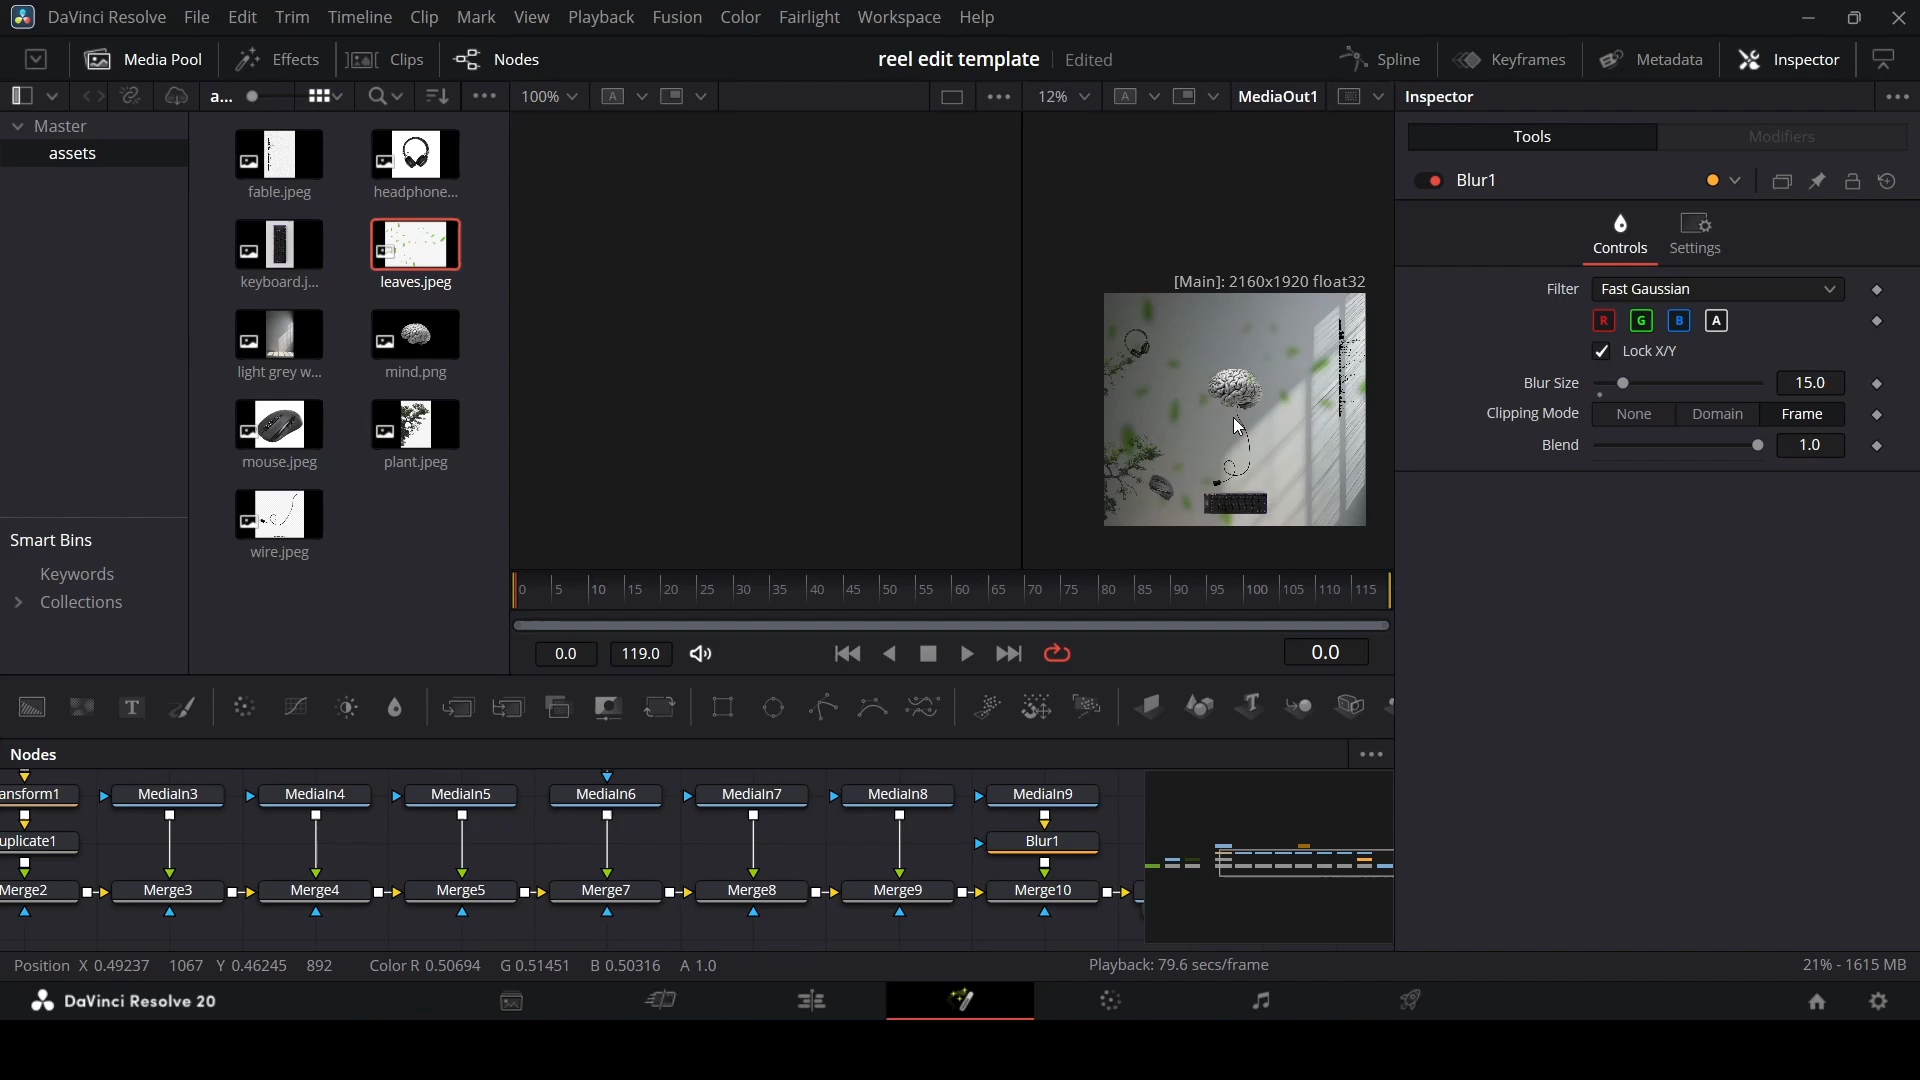 DaVinci Resolve File Edit Trim Timeline Clip Mark View Playback Fusion Color Fairlight Workspace Help
Media Pool Effects Clips Nodes reel edit template Edited Spline Keyframes Metadata Inspector
a... 100% A 12% A MediaOut1 Inspector
Master
assets
fable.jpeg headphone...
keyboard.j... leaves.jpeg
light grey w... mind.png
mouse.jpeg plant.jpeg
wire.jpeg
Smart Bins
Keywords
Collections
[Main]: 2160x1920 float32
Tools Modifiers
Blur1
Controls Settings
Filter Fast Gaussian
R G B A
Lock X/Y
Blur Size 15.0
Clipping Mode None Domain Frame
Blend 1.0
0 5 10 15 20 25 30 35 40 45 50 55 60 65 70 75 80 85 90 95 100 105 110 115
0.0 119.0 0.0
T T
Nodes
ansform1 MediaIn3 MediaIn4 MediaIn5 MediaIn6 MediaIn7 MediaIn8 MediaIn9
uplicate1 Blur1
Merge2 Merge3 Merge4 Merge5 Merge7 Merge8 Merge9 Merge10
Position X 0.49237 1067 Y 0.46245 892 Color R 0.50694 G 0.51451 B 0.50316 A 1.0 Playback: 79.6 secs/frame 21% - 1615 MB
DaVinci Resolve 20